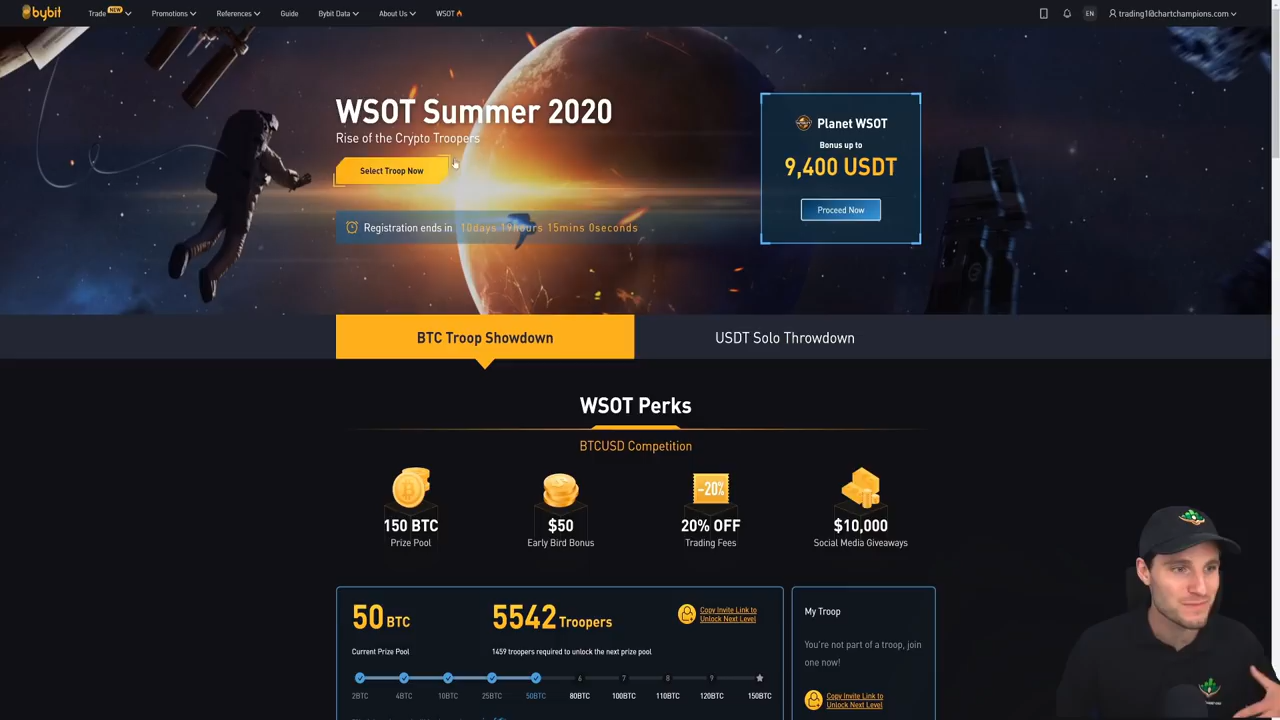 bybit
Trade NEW
Promotions
References
Guide
Bybit Data
About Us
WSOT
EN
trading1@chartchampions.com
WSOT Summer 2020
Rise of the Crypto Troopers
Select Troop Now
Registration ends in 10days 19hours 15mins 0seconds
Planet WSOT
Bonus up to
9,400 USDT
Proceed Now
BTC Troop Showdown
USDT Solo Throwdown
WSOT Perks
BTCUSD Competition
150 BTC
Prize Pool
$50
Early Bird Bonus
-20%
20% OFF
Trading Fees
$10,000
Social Media Giveaways
50 BTC
Current Prize Pool
5542 Troopers
1459 troopers required to unlock the next prize pool
Copy Invite Link to
Unlock Next Level
6 7 8 9
2BTC 4BTC 10BTC 25BTC 50BTC 80BTC 100BTC 110BTC 120BTC 150BTC
My Troop
You're not part of a troop, join
one now!
Copy Invite Link to
Unlock Next Level